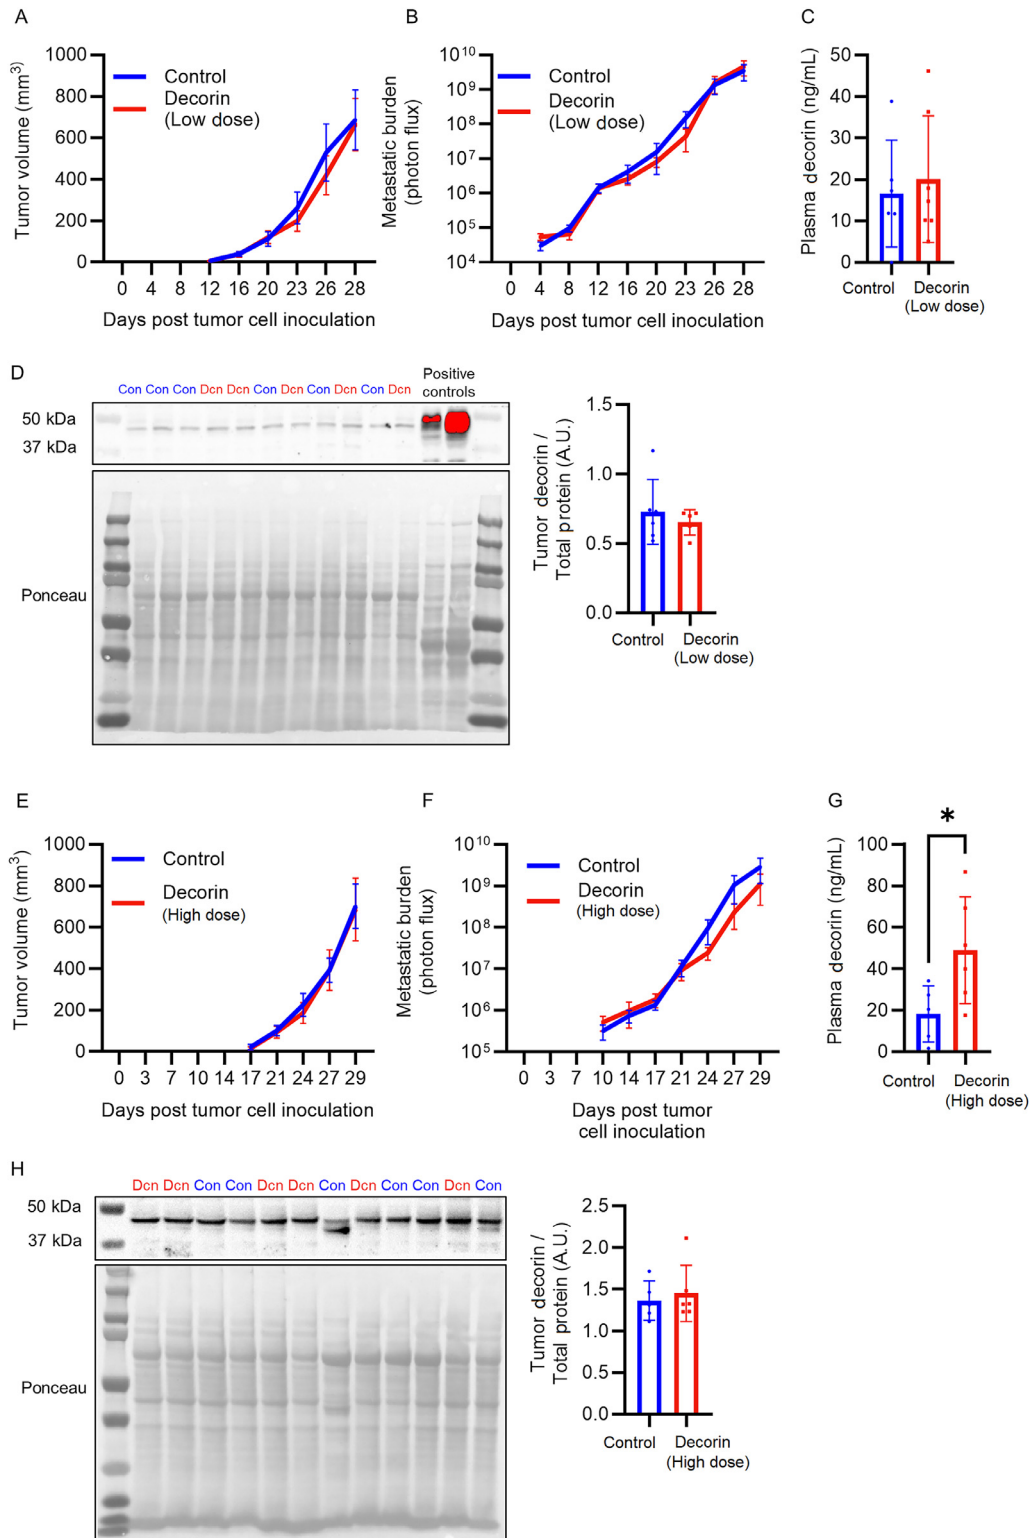 A
Tumor volume (mm³)
1000
800
600
400
200
0
Control
Decorin
(Low dose)
0 4 8 12 16 20 23 26 28
Days post tumor cell inoculation
B
Metastatic burden
(photon flux)
10¹⁰
10⁹
10⁸
10⁷
10⁶
10⁵
10⁴
Control
Decorin
(Low dose)
0 4 8 12 16 20 23 26 28
Days post tumor cell inoculation
C
Plasma decorin (ng/mL)
50
40
30
20
10
0
Control
Decorin
(Low dose)
D
Con Con Con Dcn Dcn Con Dcn Con Dcn Con Dcn
Positive
controls
50 kDa
37 kDa
Ponceau
Tumor decorin /
Total protein (A.U.)
1.5
1.0
0.5
0.0
Control
Decorin
(Low dose)
E
Tumor volume (mm³)
1000
800
600
400
200
0
Control
Decorin
(High dose)
0 3 7 10 14 17 21 24 27 29
Days post tumor cell inoculation
F
Metastatic burden
(photon flux)
10¹⁰
10⁹
10⁸
10⁷
10⁶
10⁵
Control
Decorin
(High dose)
0 3 7 10 14 17 21 24 27 29
Days post tumor
cell inoculation
G
Plasma decorin (ng/mL)
*
100
80
60
40
20
0
Control
Decorin
(High dose)
H
Dcn Dcn Con Con Dcn Dcn Con Dcn Con Con Dcn Con
50 kDa
37 kDa
Ponceau
Tumor decorin /
Total protein (A.U.)
2.5
2.0
1.5
1.0
0.5
0.0
Control
Decorin
(High dose)